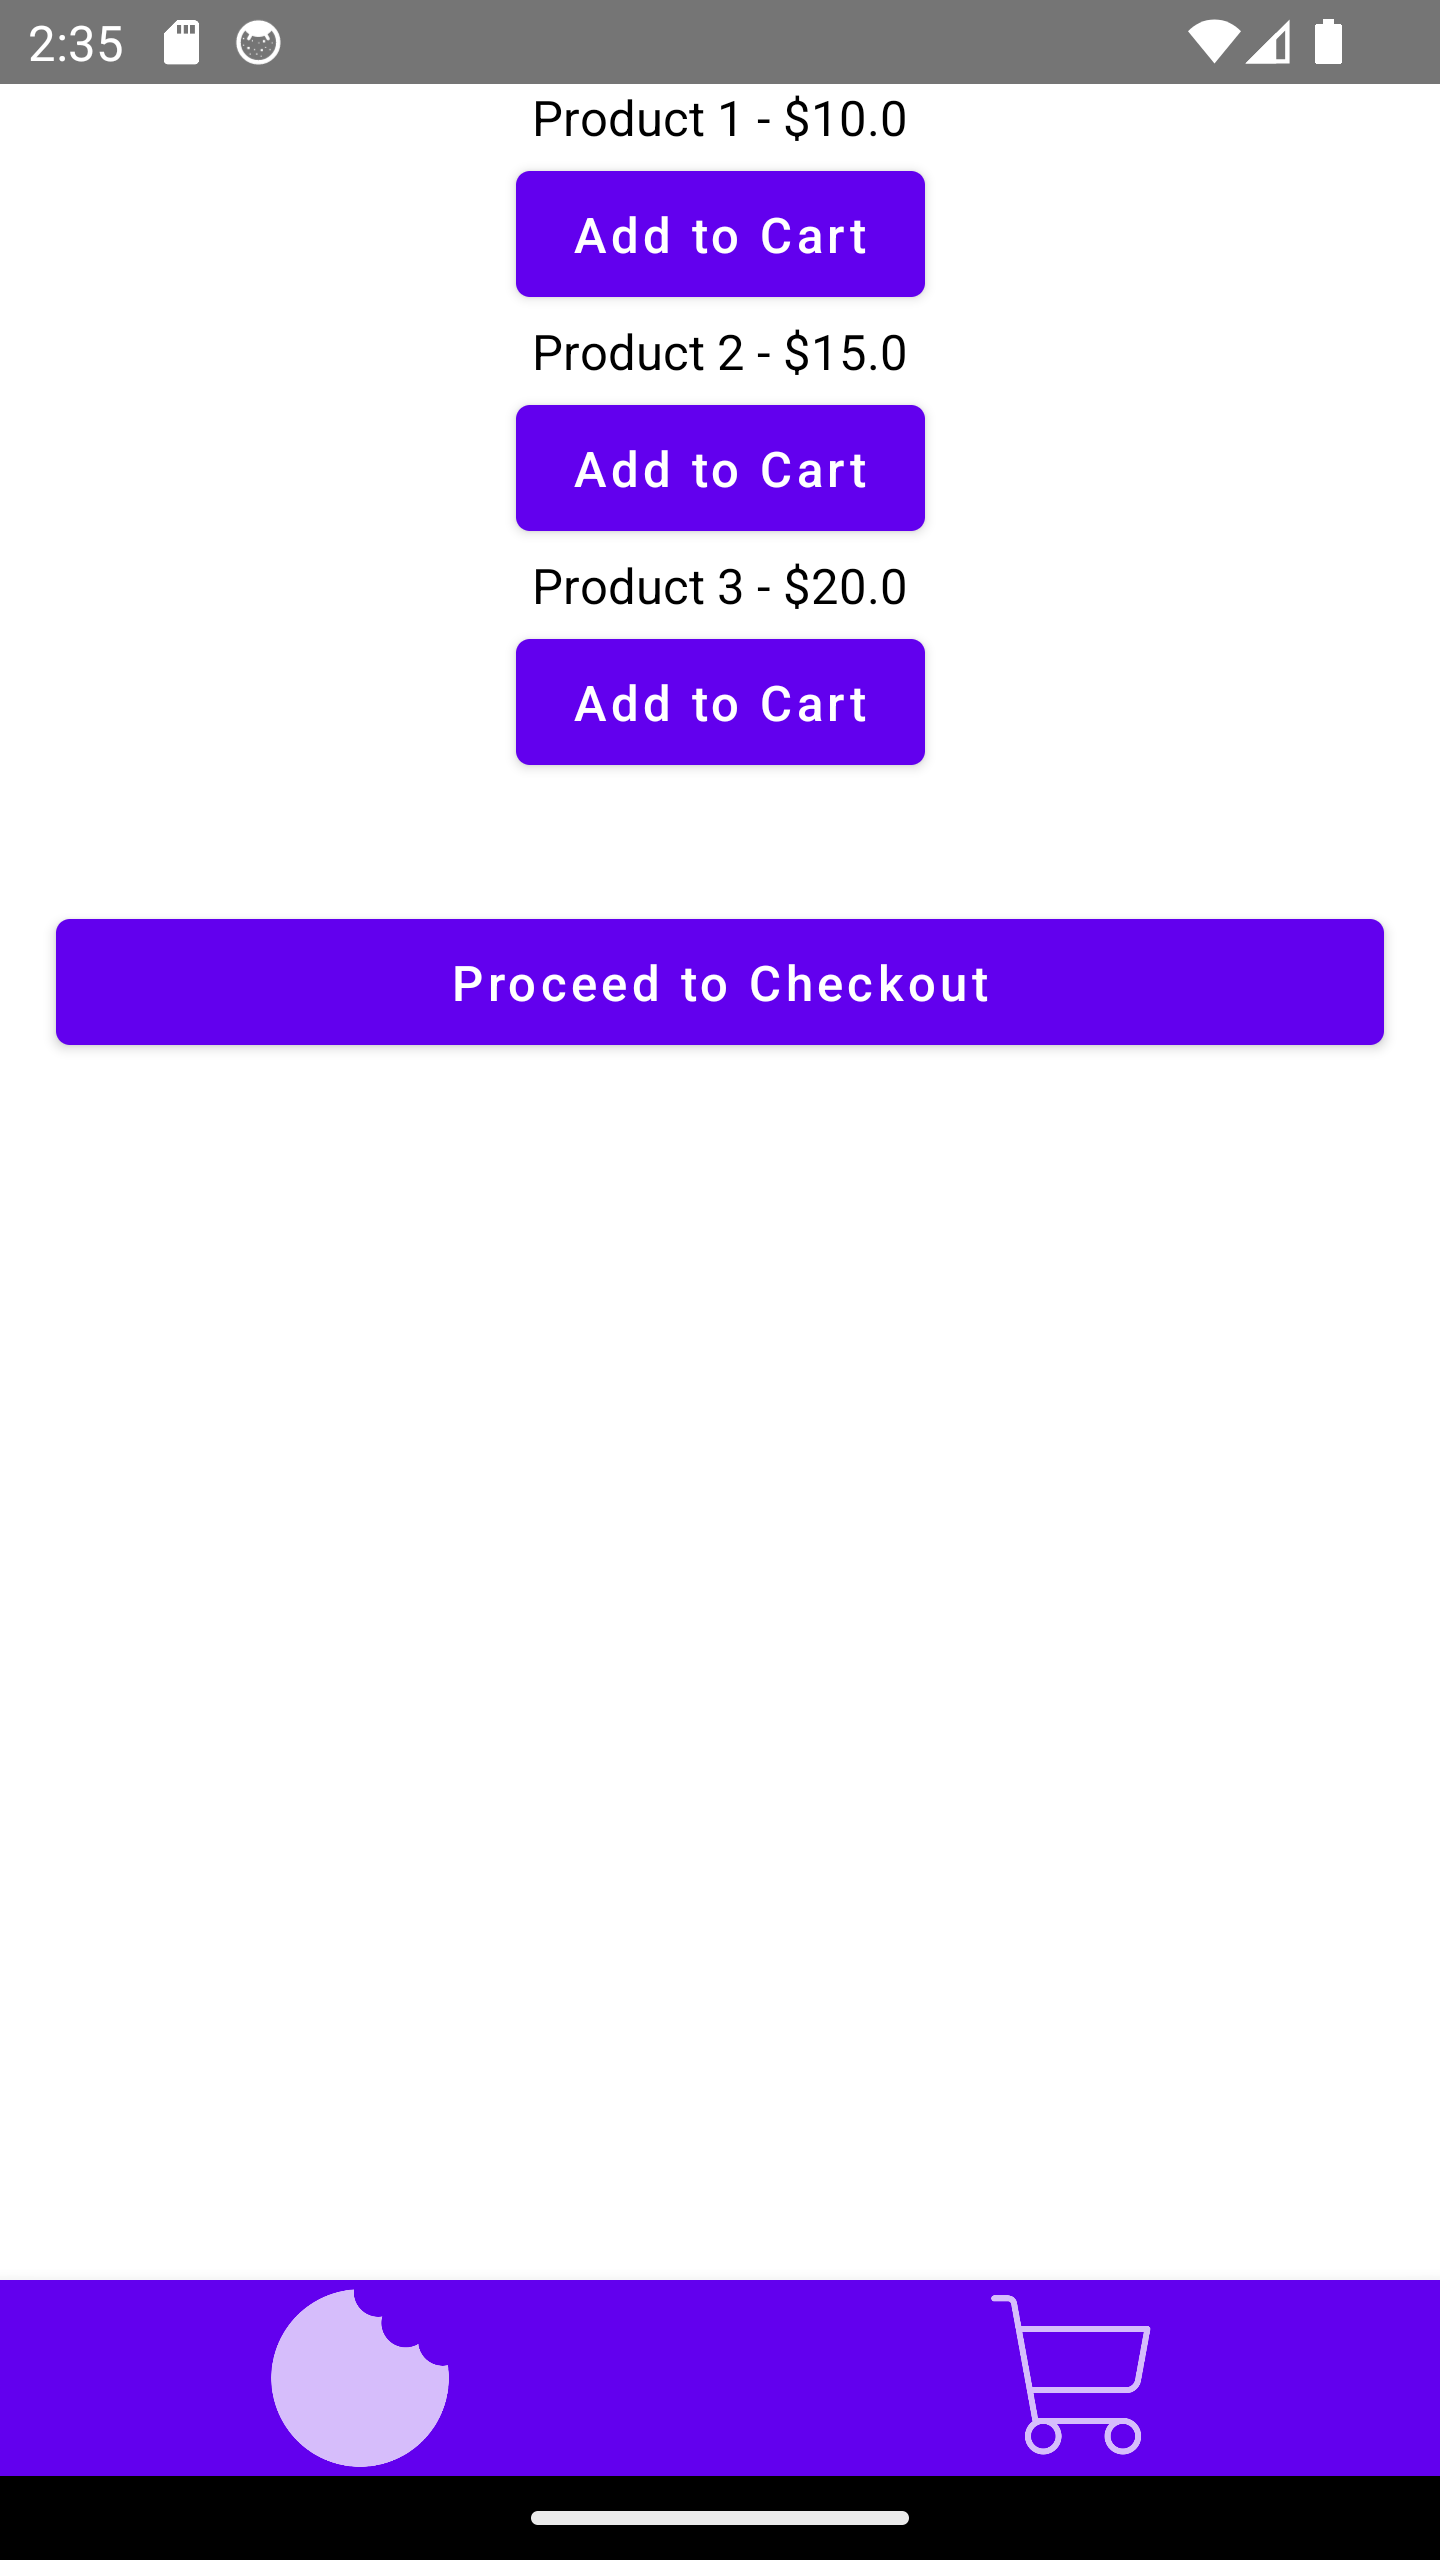 2:35
Product 1 - $10.0
Add to Cart
Product 2 - $15.0
Add to Cart
Product 3 - $20.0
Add to Cart
Proceed to Checkout